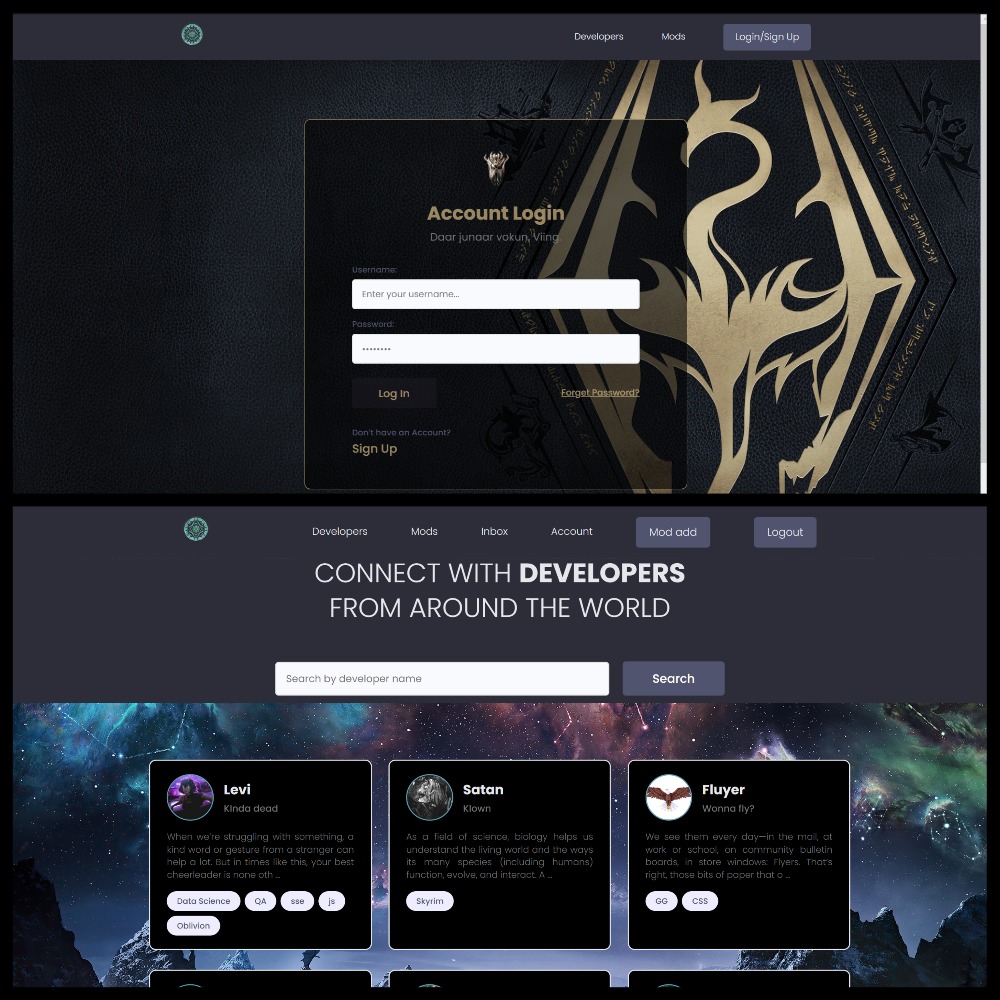 Developers Mods Login/Sign Up
Account Login
Daar junaar vokun, Viing.
Username:
Enter your username...
Password:
••••••••
Log In Forget Password?
Don't have an Account?
Sign Up
Developers Mods Inbox Account Mod add Logout
CONNECT WITH DEVELOPERS
FROM AROUND THE WORLD
Search by developer name Search
Levi
KInda dead
When we're struggling with something, a
kind word or gesture from a stranger can
help a lot. But in times like this, your best
cheerleader is none oth ...
Data Science QA sse js
Oblivion
Satan
Klown
As a field of science, biology helps us
understand the living world and the ways
its many species (including humans)
function, evolve, and interact. A ...
Skyrim
Fluyer
Wonna fly?
We see them every day—in the mail, at
work or school, on community bulletin
boards, in store windows: Flyers. That's
right, those bits of paper that o ...
GG CSS